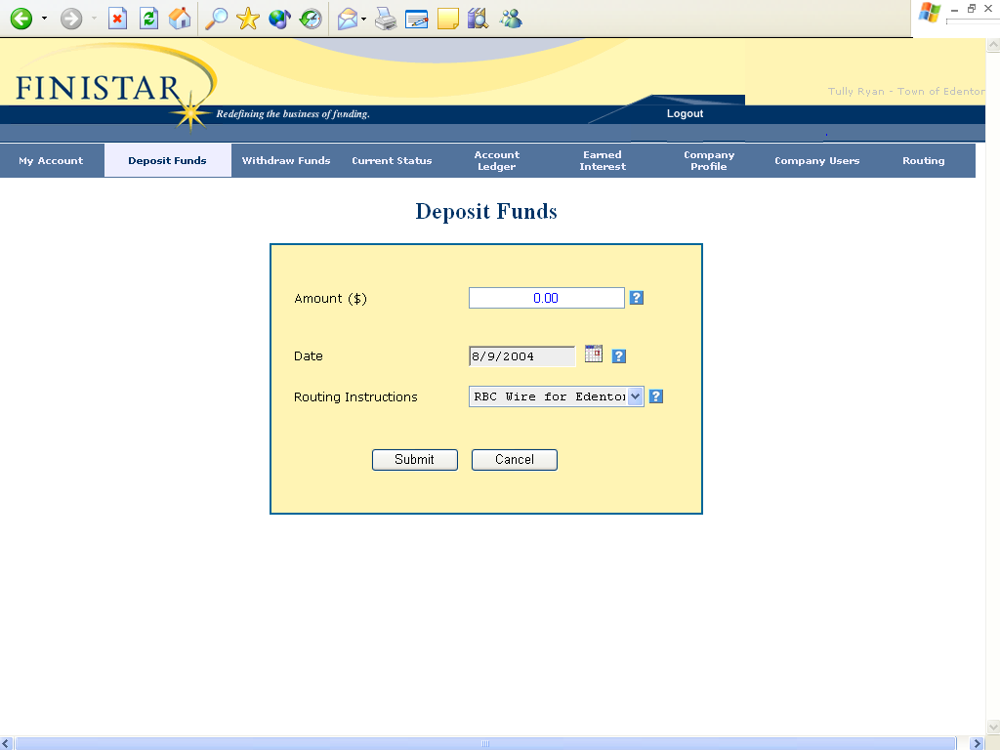 FINISTAR
Redefining the business of funding.
Tully Ryan - Town of Edenton
Logout
My Account
Deposit Funds
Withdraw Funds
Current Status
Account
Ledger
Earned
Interest
Company
Profile
Company Users
Routing
Deposit Funds
Amount ($)
0.00
?
Date
8/9/2004
?
Routing Instructions
RBC Wire for Edenton
?
Submit
Cancel